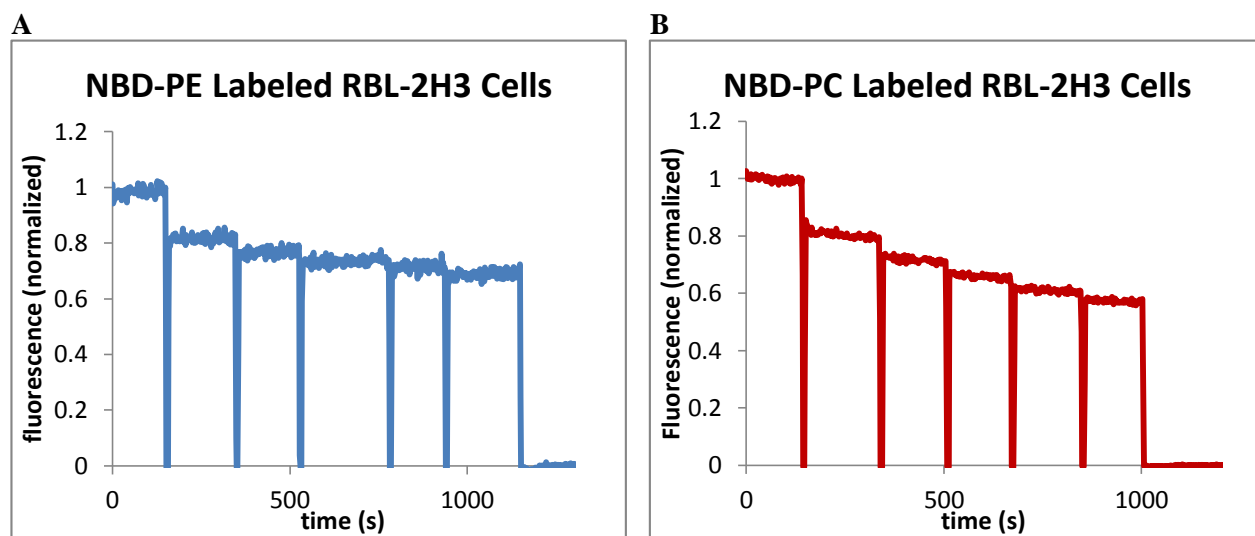 A
NBD-PE Labeled RBL-2H3 Cells
fluorescence (normalized)
1.2
1
0.8
0.6
0.4
0.2
0
0 500 1000
time (s)
B
NBD-PC Labeled RBL-2H3 Cells
Fluorescence (normalized)
1.2
1
0.8
0.6
0.4
0.2
0
0 500 1000
time (s)